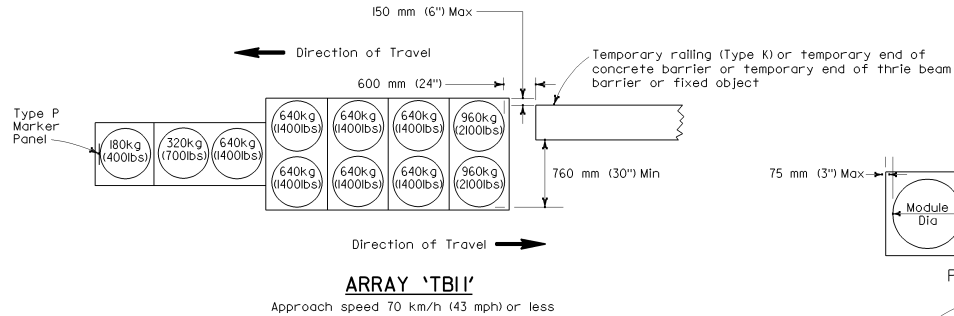 150 mm (6") Max
Direction of Travel
600 mm (24")
Temporary railing (Type K) or temporary end of
concrete barrier or temporary end of thrie beam
barrier or fixed object
Type P
Marker
Panel
180kg
(400lbs)
320kg
(700lbs)
640kg
(1400lbs)
640kg
(1400lbs)
640kg
(1400lbs)
640kg
(1400lbs)
960kg
(2100lbs)
640kg
(1400lbs)
640kg
(1400lbs)
640kg
(1400lbs)
960kg
(2100lbs)
760 mm (30") Min
75 mm (3") Max
Module
Dia
Direction of Travel
ARRAY 'TB11'
Approach speed 70 km/h (43 mph) or less